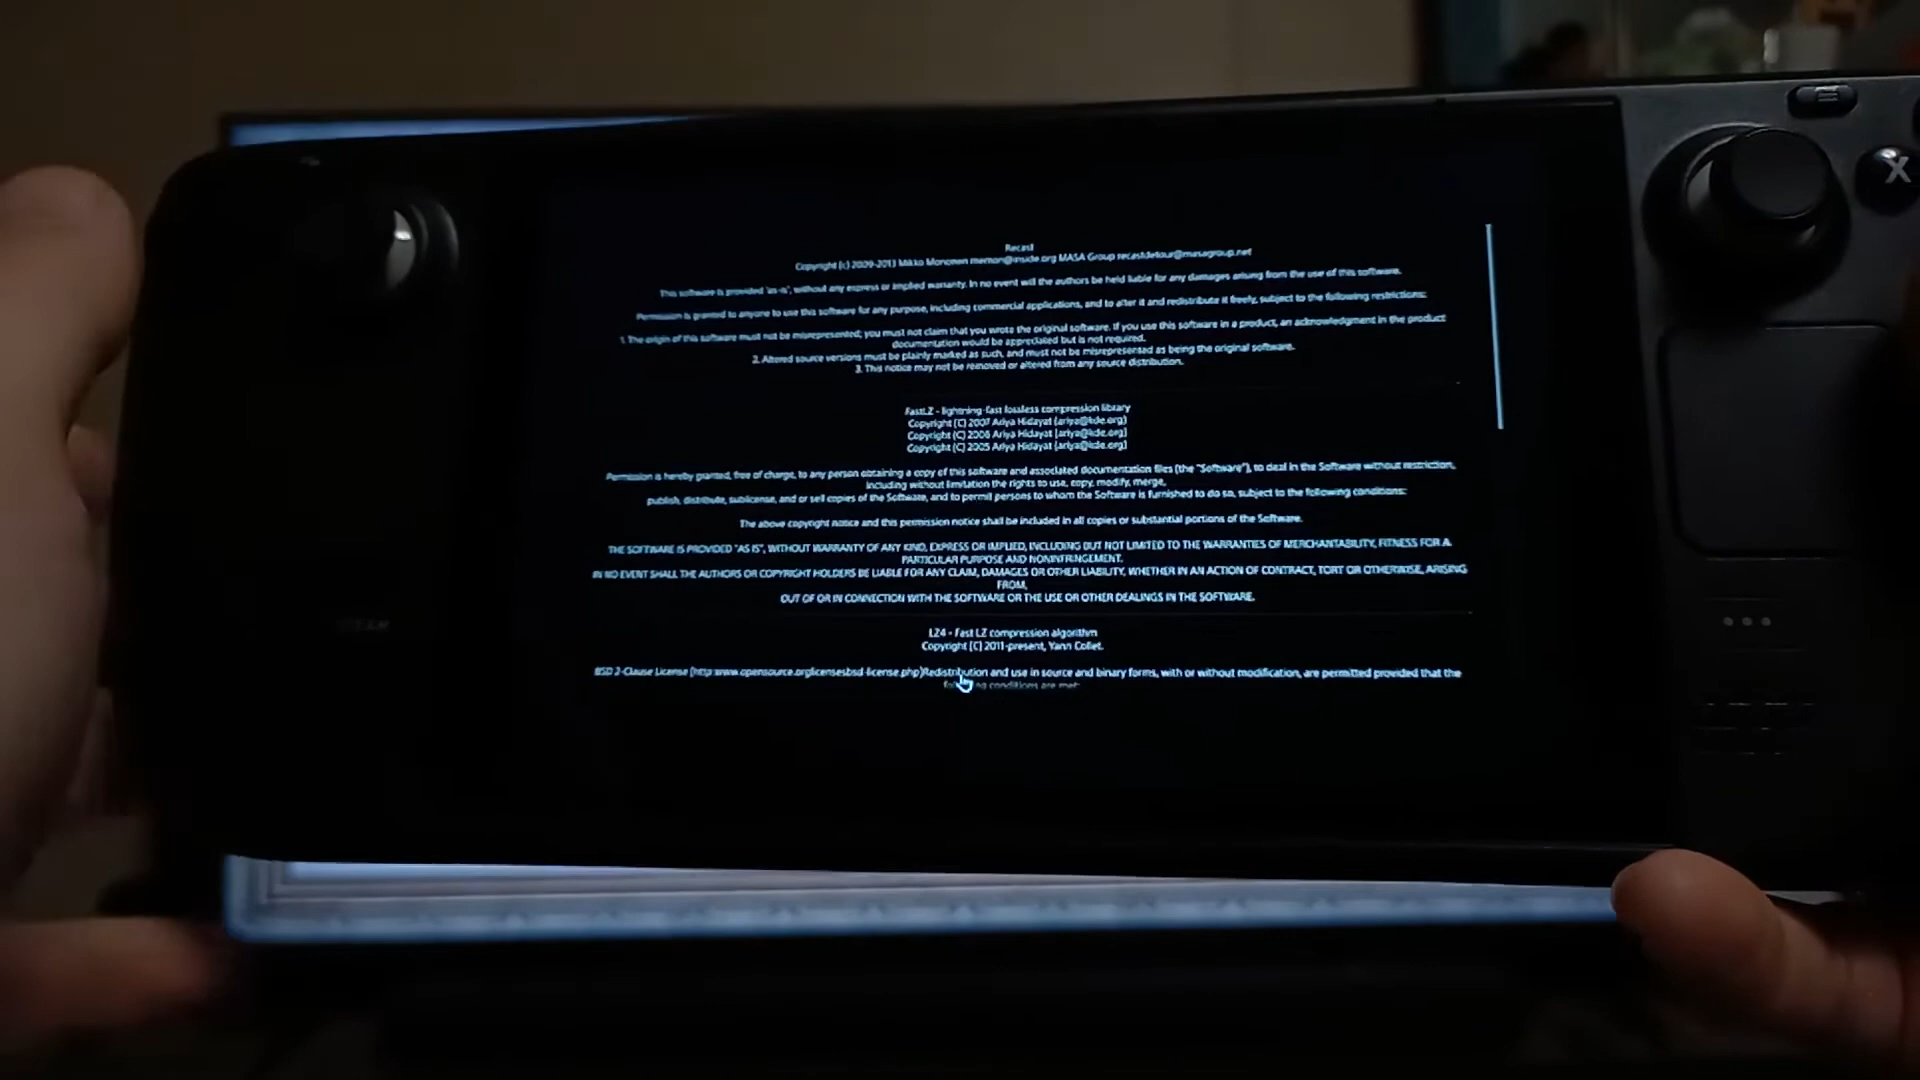 X
Recast
Copyright (c) 2009-2013 Mikko Mononen memon@inside.org MASA Group recastdetour@masagroup.net
This software is provided 'as-is', without any express or implied warranty. In no event will the authors be held liable for any damages arising from the use of this software.
Permission is granted to anyone to use this software for any purpose, including commercial applications, and to alter it and redistribute it freely, subject to the following restrictions:
1. The origin of this software must not be misrepresented; you must not claim that you wrote the original software. If you use this software in a product, an acknowledgment in the product
documentation would be appreciated but is not required.
2. Altered source versions must be plainly marked as such, and must not be misrepresented as being the original software.
3. This notice may not be removed or altered from any source distribution.
FastLZ - lightning-fast lossless compression library
Copyright (C) 2007 Ariya Hidayat (ariya@kde.org)
Copyright (C) 2006 Ariya Hidayat (ariya@kde.org)
Copyright (C) 2005 Ariya Hidayat (ariya@kde.org)
Permission is hereby granted, free of charge, to any person obtaining a copy of this software and associated documentation files (the "Software"), to deal in the Software without restriction,
including without limitation the rights to use, copy, modify, merge,
publish, distribute, sublicense, and or sell copies of the Software, and to permit persons to whom the Software is furnished to do so, subject to the following conditions:
The above copyright notice and this permission notice shall be included in all copies or substantial portions of the Software.
THE SOFTWARE IS PROVIDED "AS IS", WITHOUT WARRANTY OF ANY KIND, EXPRESS OR IMPLIED, INCLUDING BUT NOT LIMITED TO THE WARRANTIES OF MERCHANTABILITY, FITNESS FOR A
PARTICULAR PURPOSE AND NONINFRINGEMENT.
IN NO EVENT SHALL THE AUTHORS OR COPYRIGHT HOLDERS BE LIABLE FOR ANY CLAIM, DAMAGES OR OTHER LIABILITY, WHETHER IN AN ACTION OF CONTRACT, TORT OR OTHERWISE, ARISING
FROM,
OUT OF OR IN CONNECTION WITH THE SOFTWARE OR THE USE OR OTHER DEALINGS IN THE SOFTWARE.
LZ4 - Fast LZ compression algorithm
Copyright (C) 2011-present, Yann Collet.
BSD 2-Clause License (http www.opensource.orglicensesbsd-license.php)Redistribution and use in source and binary forms, with or without modification, are permitted provided that the
following conditions are met:
STEAM